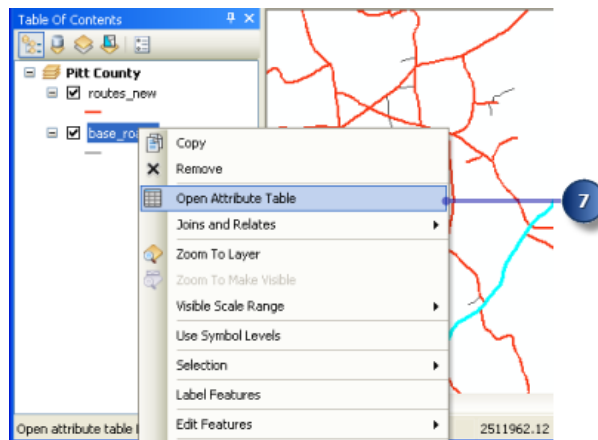 Table Of Contents
Pitt County
routes_new
base_roa
Copy
Remove
Open Attribute Table
7
Joins and Relates
Zoom To Layer
Zoom To Make Visible
Visible Scale Range
Use Symbol Levels
Selection
Label Features
Edit Features
Open attribute table
2511962.12